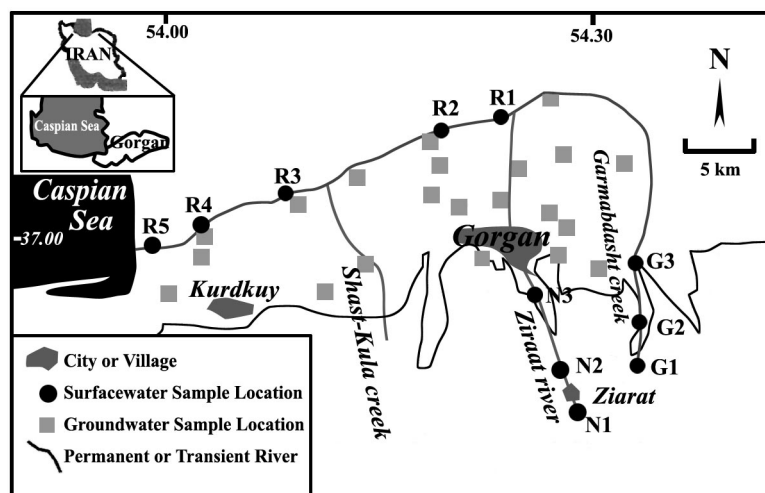 54.00
54.30
IRAN
Caspian Sea
Gorgan
N
5 km
R1
R2
R3
R4
R5
Caspian
Sea
37.00
Gorgan
Garmabdasht creek
G3
G2
G1
N3
N2
N1
Ziraat river
Ziarat
Shast-Kula creek
Kurdkuy
City or Village
Surfacewater Sample Location
Groundwater Sample Location
Permanent or Transient River